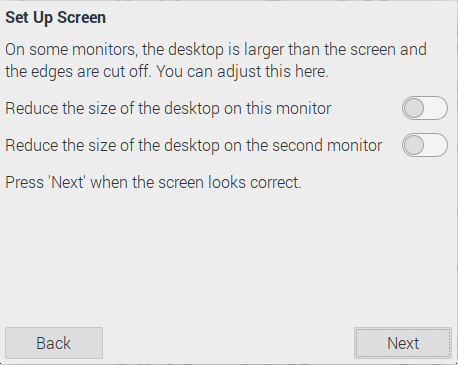 Set Up Screen
On some monitors, the desktop is larger than the screen and
the edges are cut off. You can adjust this here.
Reduce the size of the desktop on this monitor
Reduce the size of the desktop on the second monitor
Press 'Next' when the screen looks correct.
Back
Next